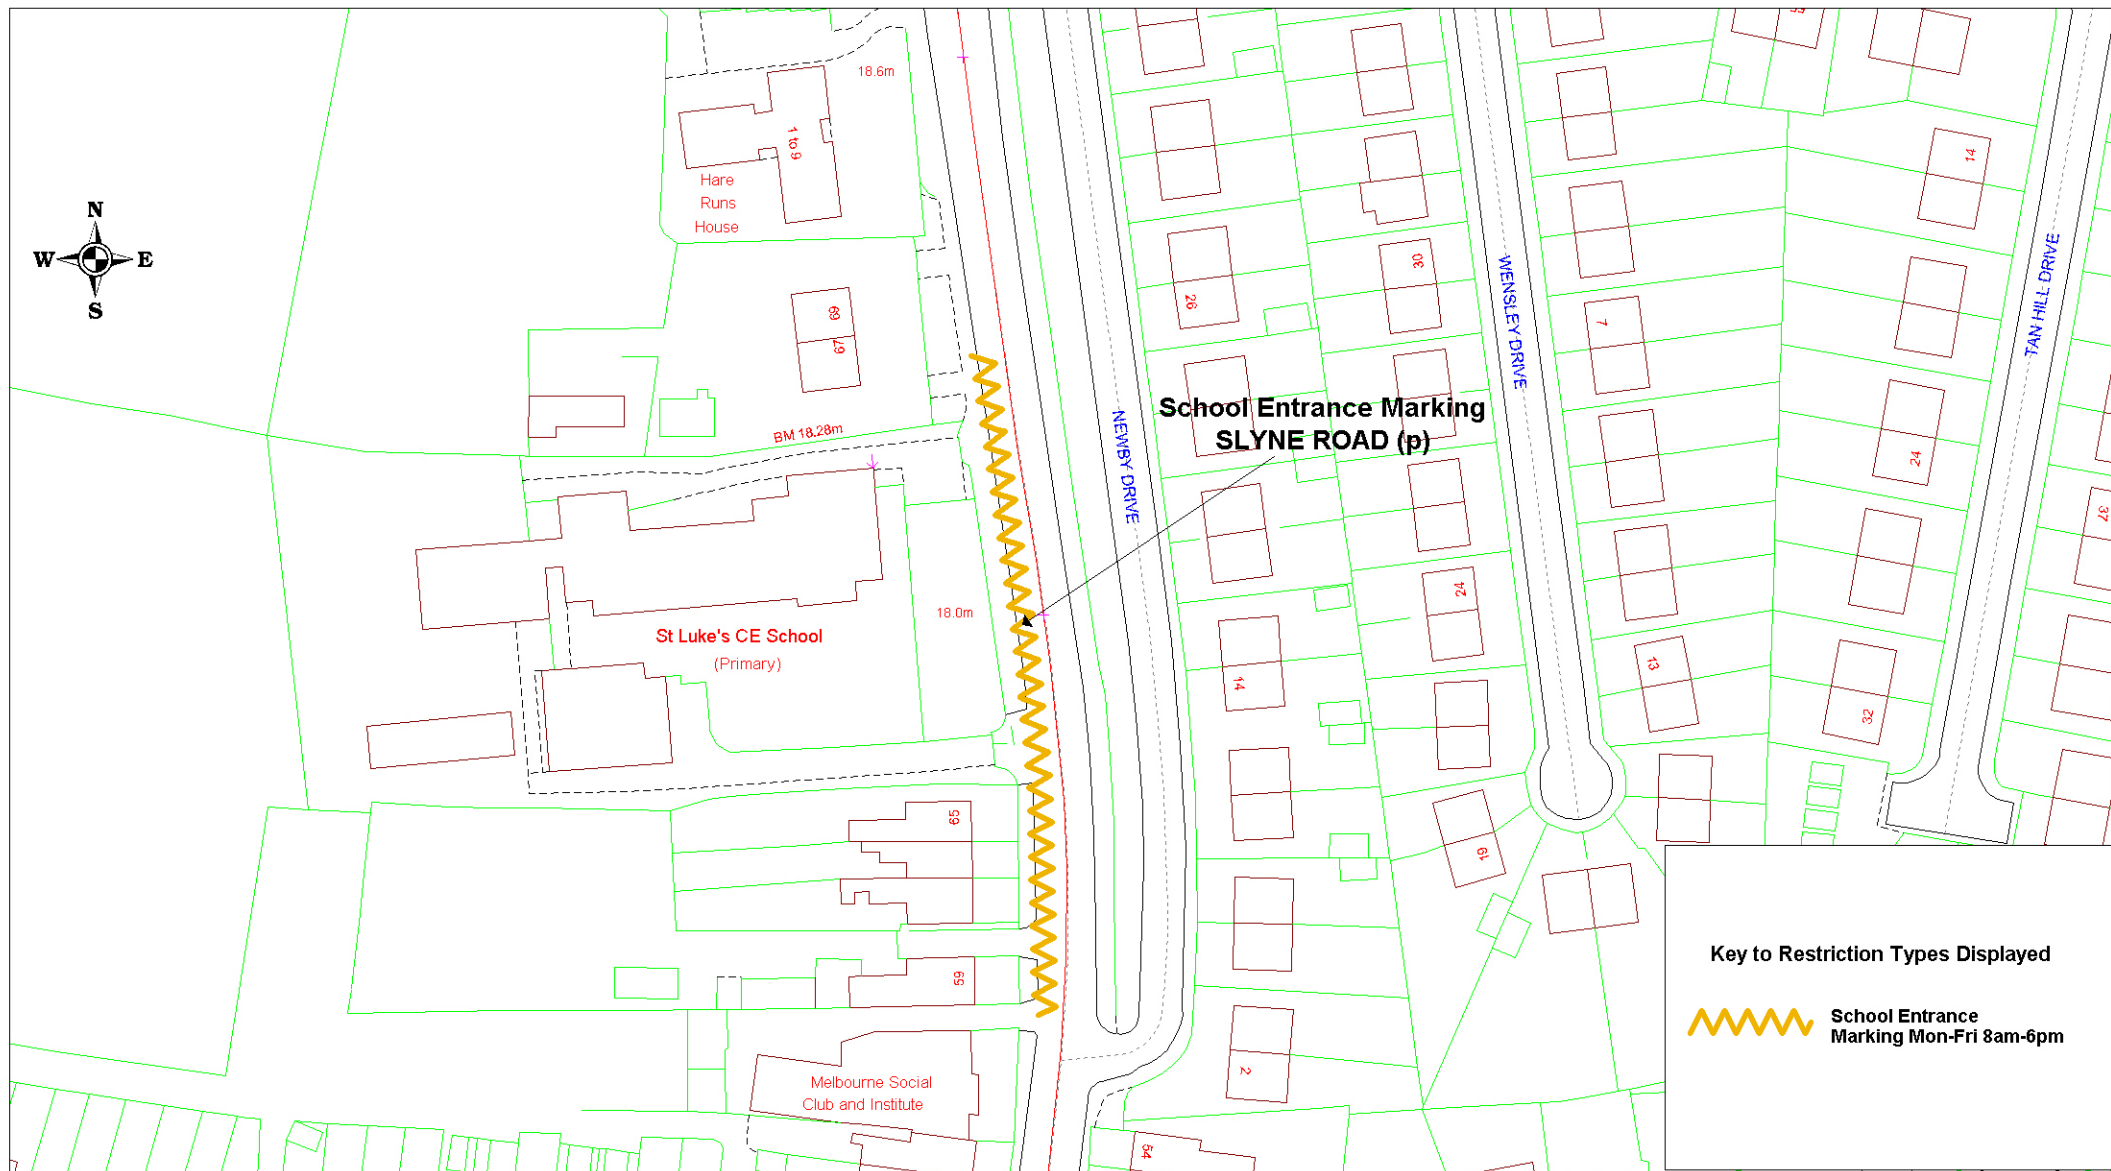 18.6m
1 to 9
Hare
Runs
House
N
W E
S
69
67
BM 18.28m
18.0m
St Luke's CE School
(Primary)
65
59
Melbourne Social
Club and Institute
NEWBY DRIVE
School Entrance Marking
SLYNE ROAD (p)
26
14
2
54
30
24
19
WENSLEY DRIVE
7
13
14
24
32
37
TAN HILL DRIVE
Key to Restriction Types Displayed
School Entrance
Marking Mon-Fri 8am-6pm